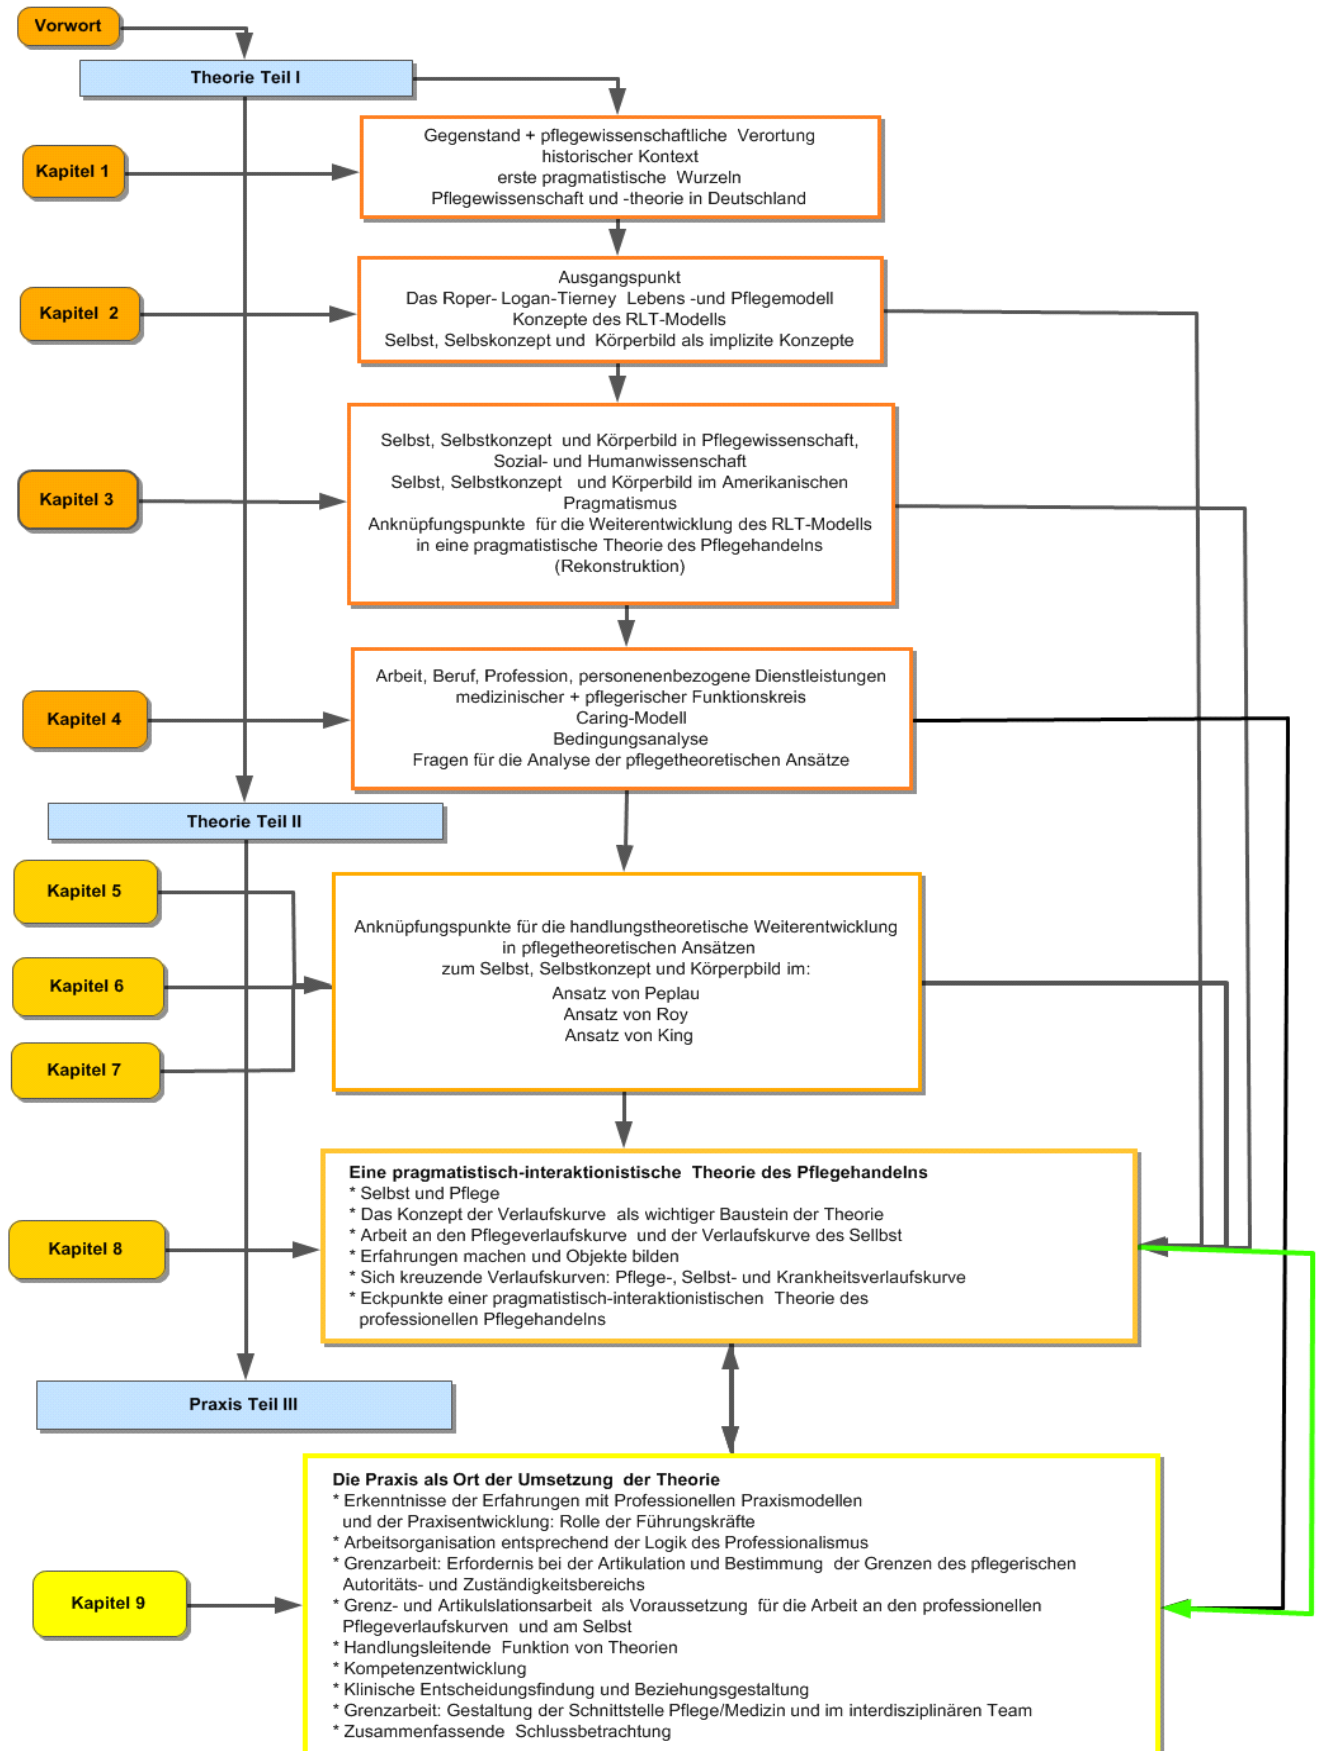 Vorwort
Theorie Teil I
Kapitel 1
Gegenstand + pflegewissenschaftliche Verortung
historischer Kontext
erste pragmatistische Wurzeln
Pflegewissenschaft und -theorie in Deutschland
Kapitel 2
Ausgangspunkt
Das Roper- Logan-Tierney Lebens -und Pflegemodell
Konzepte des RLT-Modells
Selbst, Selbskonzept und Körperbild als implizite Konzepte
Kapitel 3
Selbst, Selbstkonzept und Körperbild in Pflegewissenschaft,
Sozial- und Humanwissenschaft
Selbst, Selbstkonzept und Körperbild im Amerikanischen
Pragmatismus
Anknüpfungspunkte für die Weiterentwicklung des RLT-Modells
in eine pragmatistische Theorie des Pflegehandelns
(Rekonstruktion)
Kapitel 4
Arbeit, Beruf, Profession, personenenbezogene Dienstleistungen
medizinischer + pflegerischer Funktionskreis
Caring-Modell
Bedingungsanalyse
Fragen für die Analyse der pflegetheoretischen Ansätze
Theorie Teil II
Kapitel 5
Kapitel 6
Kapitel 7
Anknüpfungspunkte für die handlungstheoretische Weiterentwicklung
in pflegetheoretischen Ansätzen
zum Selbst, Selbstkonzept und Körperpbild im:
Ansatz von Peplau
Ansatz von Roy
Ansatz von King
Kapitel 8
Eine pragmatistisch-interaktionistische Theorie des Pflegehandelns
* Selbst und Pflege
* Das Konzept der Verlaufskurve als wichtiger Baustein der Theorie
* Arbeit an den Pflegeverlaufskurve und der Verlaufskurve des Sellbst
* Erfahrungen machen und Objekte bilden
* Sich kreuzende Verlaufskurven: Pflege-, Selbst- und Krankheitsverlaufskurve
* Eckpunkte einer pragmatistisch-interaktionistischen Theorie des
professionellen Pflegehandelns
Praxis Teil III
Kapitel 9
Die Praxis als Ort der Umsetzung der Theorie
* Erkenntnisse der Erfahrungen mit Professionellen Praxismodellen
und der Praxisentwicklung: Rolle der Führungskräfte
* Arbeitsorganisation entsprechend der Logik des Professionalismus
* Grenzarbeit: Erfordernis bei der Artikulation und Bestimmung der Grenzen des pflegerischen
Autoritäts- und Zuständigkeitsbereichs
* Grenz- und Artikulslationsarbeit als Voraussetzung für die Arbeit an den professionellen
Pflegeverlaufskurven und am Selbst
* Handlungsleitende Funktion von Theorien
* Kompetenzentwicklung
* Klinische Entscheidungsfindung und Beziehungsgestaltung
* Grenzarbeit: Gestaltung der Schnittstelle Pflege/Medizin und im interdisziplinären Team
* Zusammenfassende Schlussbetrachtung